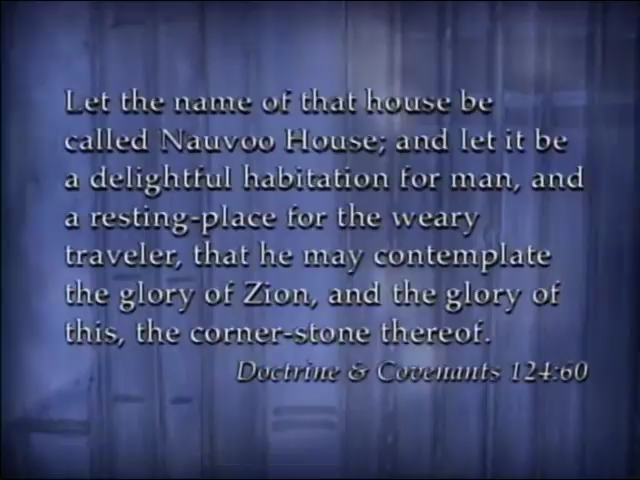 Let the name of that house be
called Nauvoo House; and let it be
a delightful habitation for man, and
a resting-place for the weary
traveler, that he may contemplate
the glory of Zion, and the glory of
this, the corner-stone thereof.
Doctrine & Covenants 124:60